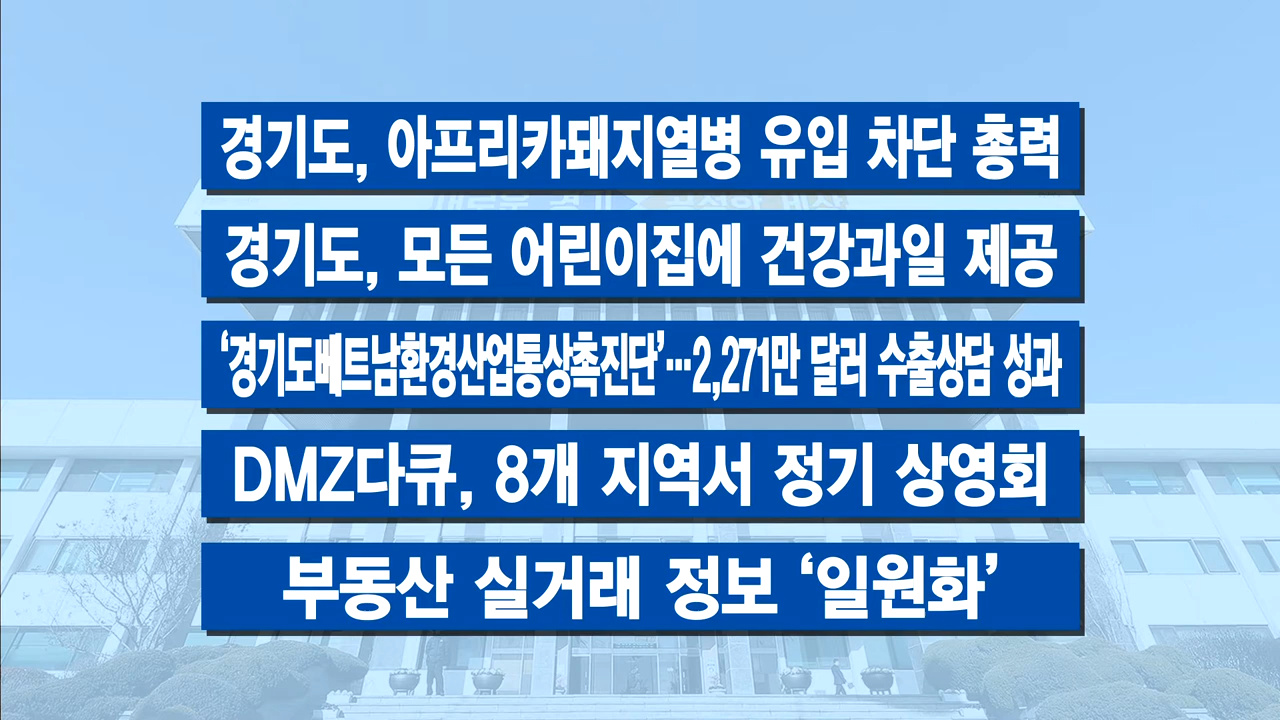 경기도, 아프리카돼지열병 유입 차단 총력
경기도, 모든 어린이집에 건강과일 제공
‘경기도베트남환경산업통상촉진단’…2,271만 달러 수출상담 성과
DMZ다큐, 8개 지역서 정기 상영회
부동산 실거래 정보 ‘일원화’